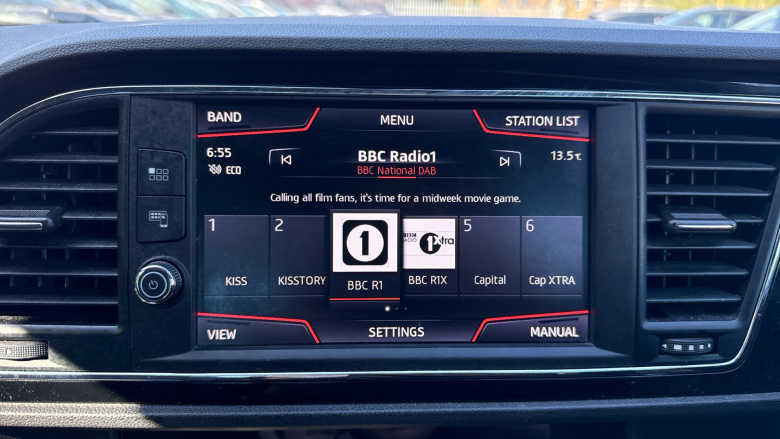 BAND
MENU
STATION LIST
6:55
BBC Radio1
13.5℃
ECO
BBC National DAB
Calling all film fans, it's time for a midweek movie game.
1
2
5
6
1
BBC
RADIO
1Xtra
KISS
KISSTORY
BBC R1
BBC R1X
Capital
Cap XTRA
VIEW
SETTINGS
MANUAL